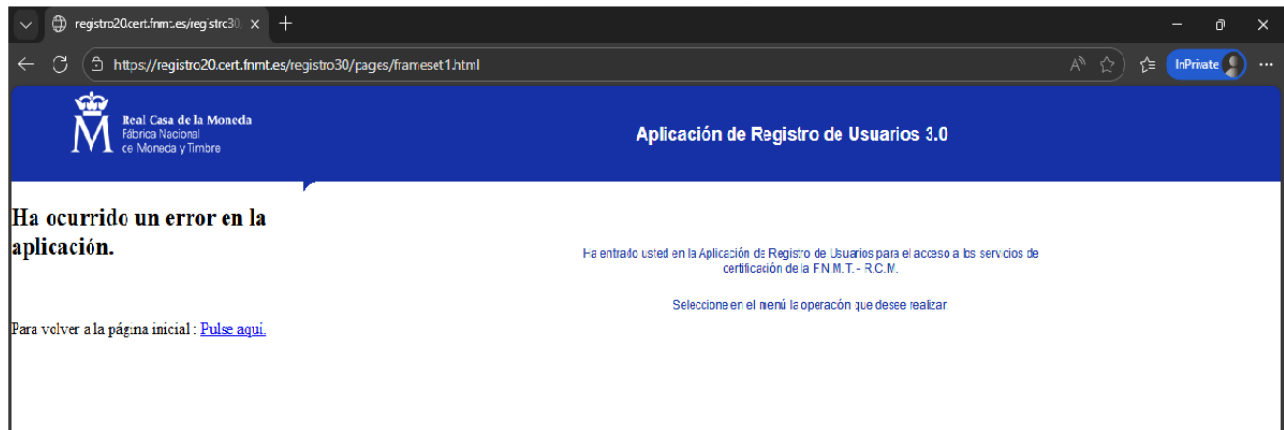 registro20.cert.fnmt.es/registro30
https://registro20.cert.fnmt.es/registro30/pages/frameset1.html
InPrivate
Real Casa de la Moneda
Fábrica Nacional
de Moneda y Timbre
Aplicación de Registro de Usuarios 3.0
Ha ocurrido un error en la
aplicación.
Ha entrado usted en la Aplicación de Registro de Usuarios para el acceso a los servicios de
certificación de la F.N.M.T. - R.C.M.
Seleccione en el menú la operación que desee realizar
Para volver a la página inicial : Pulse aquí.